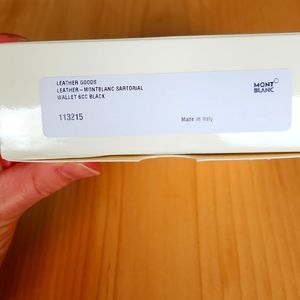 LEATHER GOODS
LEATHER – MONTBLANC SARTORIAL
WALLET 6CC BLACK
113215
Made in Italy
MONT
BLANC